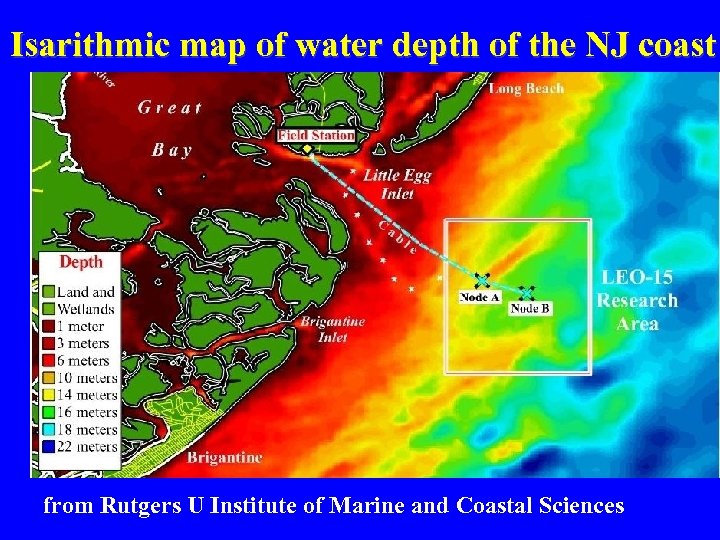 Isarithmic map of water depth of the NJ coast
Long Beach
Great
Bay
Field Station
Little Egg
Inlet
Cable
LEO-15
Research
Area
Node A
Node B
Brigantine
Inlet
Brigantine
Depth
Land and
Wetlands
1 meter
3 meters
6 meters
10 meters
14 meters
16 meters
18 meters
22 meters
from Rutgers U Institute of Marine and Coastal Sciences